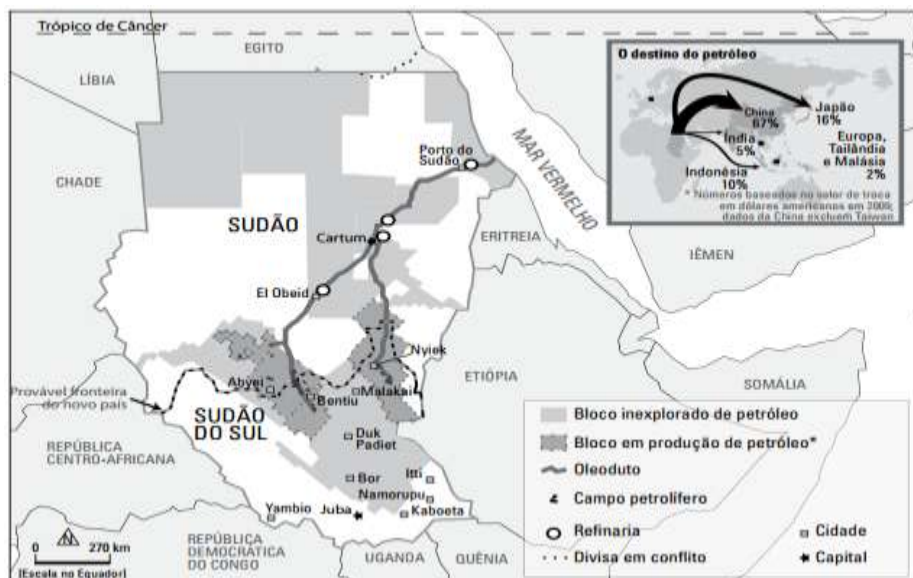 Trópico de Câncer
EGITO
LÍBIA
CHADE
SUDÃO
Porto do
Sudão
Cartum
El Obeid
MAR VERMELHO
ERITREIA
IÊMEN
O destino do petróleo
China
67%
Japão
16%
Índia
5%
Europa,
Tailândia
e Malásia
2%
Indonésia
10%
* Números baseados no valor de troca
em dólares americanos em 2009;
dados da China excluem Taiwan
Nyiek
Abyei
Bentiu
Malakai
ETIÓPIA
SOMÁLIA
Provável fronteira
do novo país
SUDÃO
DO SUL
Duk
Padiet
REPÚBLICA
CENTRO-AFRICANA
Bor
Itti
Namorupu
Yambio
Juba
Kaboeta
REPÚBLICA
DEMOCRÁTICA
DO CONGO
UGANDA
QUÊNIA
N
0 270 km
[Escala no Equador]
Bloco inexplorado de petróleo
Bloco em produção de petróleo*
Oleoduto
Campo petrolífero
Refinaria
Cidade
Divisa em conflito
Capital